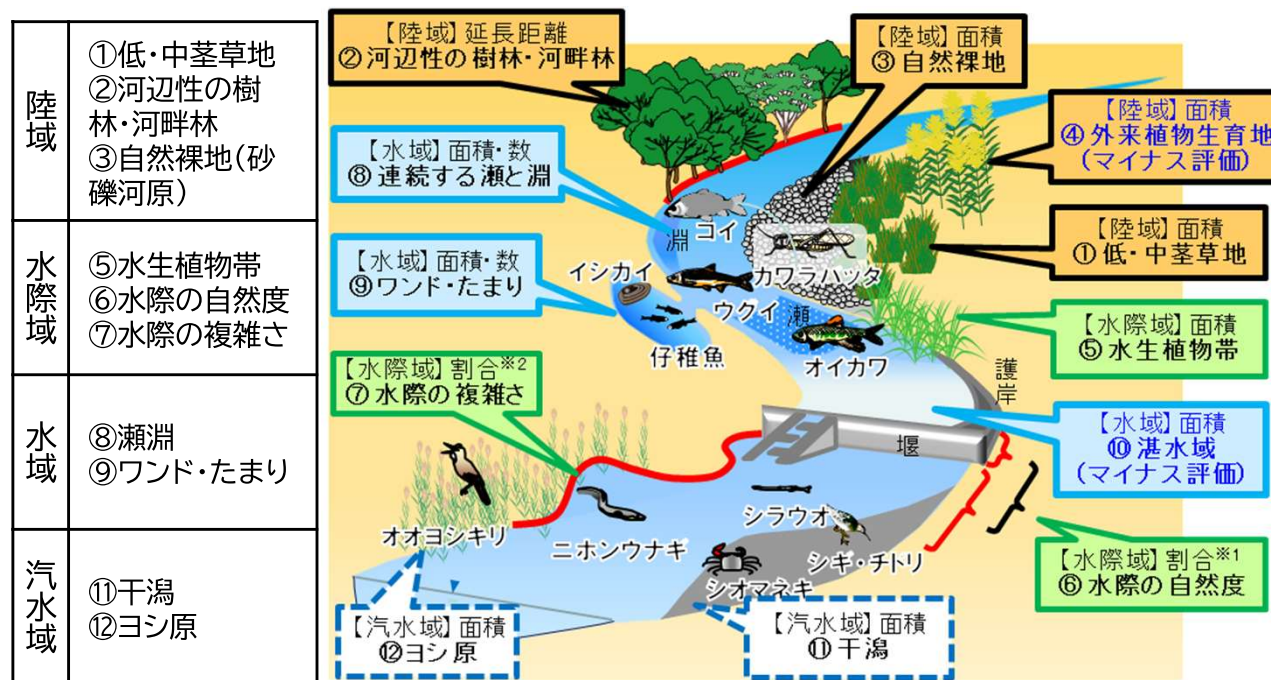 陸域
①低・中茎草地
②河辺性の樹
林・河畔林
③自然裸地(砂
礫河原)
水際域
⑤水生植物帯
⑥水際の自然度
⑦水際の複雑さ
水域
⑧瀬淵
⑨ワンド・たまり
汽水域
⑪干潟
⑫ヨシ原
【陸域】延長距離
②河辺性の樹林・河畔林
【陸域】面積
③自然裸地
【陸域】面積
④外来植物生育地
(マイナス評価)
【水域】面積・数
⑧連続する瀬と淵
淵
コイ
カワラバッタ
【陸域】面積
①低・中茎草地
【水域】面積・数
⑨ワンド・たまり
イシカイ
ウグイ
瀬
仔稚魚
オイカワ
【水際域】面積
⑤水生植物帯
護岸
【水際域】割合※2
⑦水際の複雑さ
堰
【水域】面積
⑩湛水域
(マイナス評価)
オオヨシキリ
ニホンウナギ
シラウオ
シギ・チドリ
シオマネキ
【水際域】割合※1
⑥水際の自然度
【汽水域】面積
⑫ヨシ原
【汽水域】面積
⑪干潟